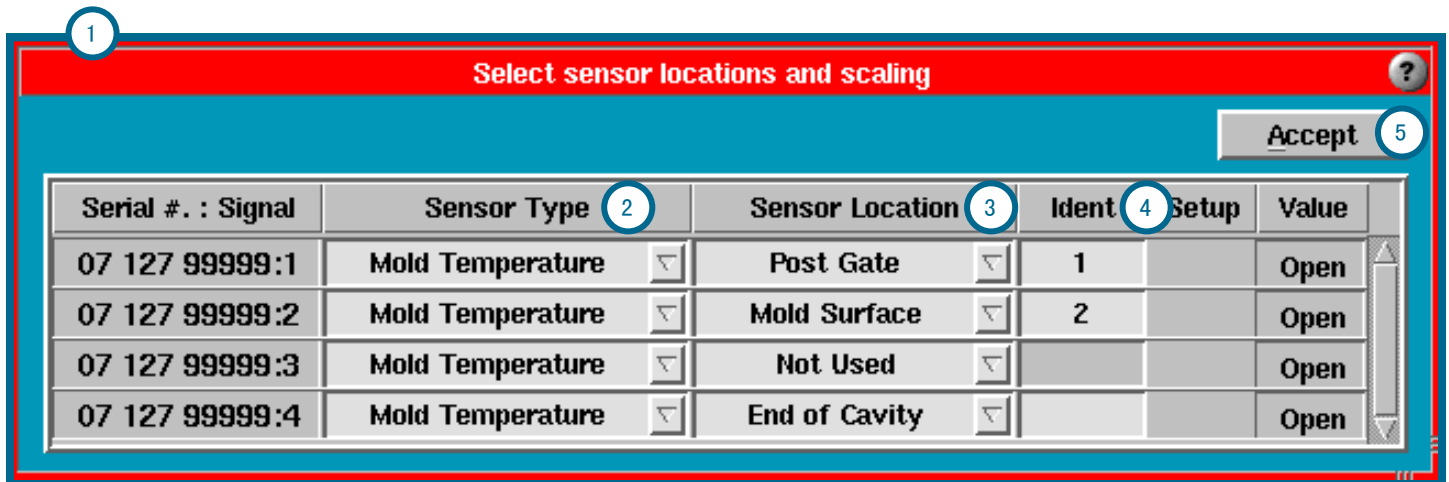 1
Select sensor locations and scaling ?
Accept 5
Serial #. : Signal Sensor Type 2 Sensor Location 3 Ident 4 Setup Value
07 127 99999:1 Mold Temperature Post Gate 1 Open
07 127 99999:2 Mold Temperature Mold Surface 2 Open
07 127 99999:3 Mold Temperature Not Used Open
07 127 99999:4 Mold Temperature End of Cavity Open